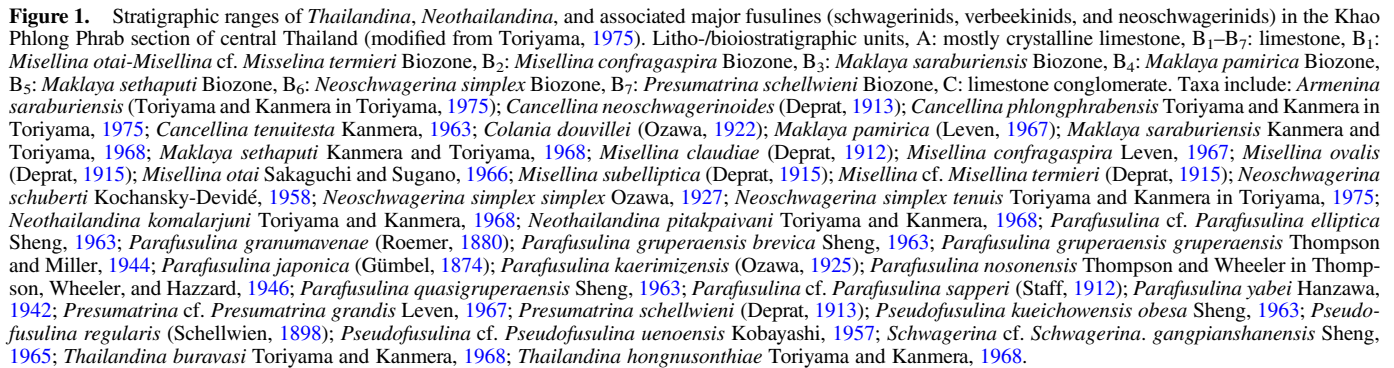 Figure 1. Stratigraphic ranges of Thailandina, Neothailandina, and associated major fusulines (schwagerinids, verbeekinids, and neoschwagerinids) in the Khao
Phlong Phrab section of central Thailand (modified from Toriyama, 1975). Litho-/bioiostratigraphic units, A: mostly crystalline limestone, B1–B7: limestone, B1:
Misellina otai-Misellina cf. Misselina termieri Biozone, B2: Misellina confragaspira Biozone, B3: Maklaya saraburiensis Biozone, B4: Maklaya pamirica Biozone,
B5: Maklaya sethaputi Biozone, B6: Neoschwagerina simplex Biozone, B7: Presumatrina schellwieni Biozone, C: limestone conglomerate. Taxa include: Armenina
saraburiensis (Toriyama and Kanmera in Toriyama, 1975); Cancellina neoschwagerinoides (Deprat, 1913); Cancellina phlongphrabensis Toriyama and Kanmera in
Toriyama, 1975; Cancellina tenuitesta Kanmera, 1963; Colania douvillei (Ozawa, 1922); Maklaya pamirica (Leven, 1967); Maklaya saraburiensis Kanmera and
Toriyama, 1968; Maklaya sethaputi Kanmera and Toriyama, 1968; Misellina claudiae (Deprat, 1912); Misellina confragaspira Leven, 1967; Misellina ovalis
(Deprat, 1915); Misellina otai Sakaguchi and Sugano, 1966; Misellina subelliptica (Deprat, 1915); Misellina cf. Misellina termieri (Deprat, 1915); Neoschwagerina
schuberti Kochansky-Devidé, 1958; Neoschwagerina simplex simplex Ozawa, 1927; Neoschwagerina simplex tenuis Toriyama and Kanmera in Toriyama, 1975;
Neothailandina komalarjuni Toriyama and Kanmera, 1968; Neothailandina pitakpaivani Toriyama and Kanmera, 1968; Parafusulina cf. Parafusulina elliptica
Sheng, 1963; Parafusulina granumavenae (Roemer, 1880); Parafusulina gruperaensis brevica Sheng, 1963; Parafusulina gruperaensis gruperaensis Thompson
and Miller, 1944; Parafusulina japonica (Gümbel, 1874); Parafusulina kaerimizensis (Ozawa, 1925); Parafusulina nosonensis Thompson and Wheeler in Thomp-
son, Wheeler, and Hazzard, 1946; Parafusulina quasigruperaensis Sheng, 1963; Parafusulina cf. Parafusulina sapperi (Staff, 1912); Parafusulina yabei Hanzawa,
1942; Presumatrina cf. Presumatrina grandis Leven, 1967; Presumatrina schellwieni (Deprat, 1913); Pseudofusulina kueichowensis obesa Sheng, 1963; Pseudo-
fusulina regularis (Schellwien, 1898); Pseudofusulina cf. Pseudofusulina uenoensis Kobayashi, 1957; Schwagerina cf. Schwagerina. gangpianshanensis Sheng,
1965; Thailandina buravasi Toriyama and Kanmera, 1968; Thailandina hongnusonthiae Toriyama and Kanmera, 1968.